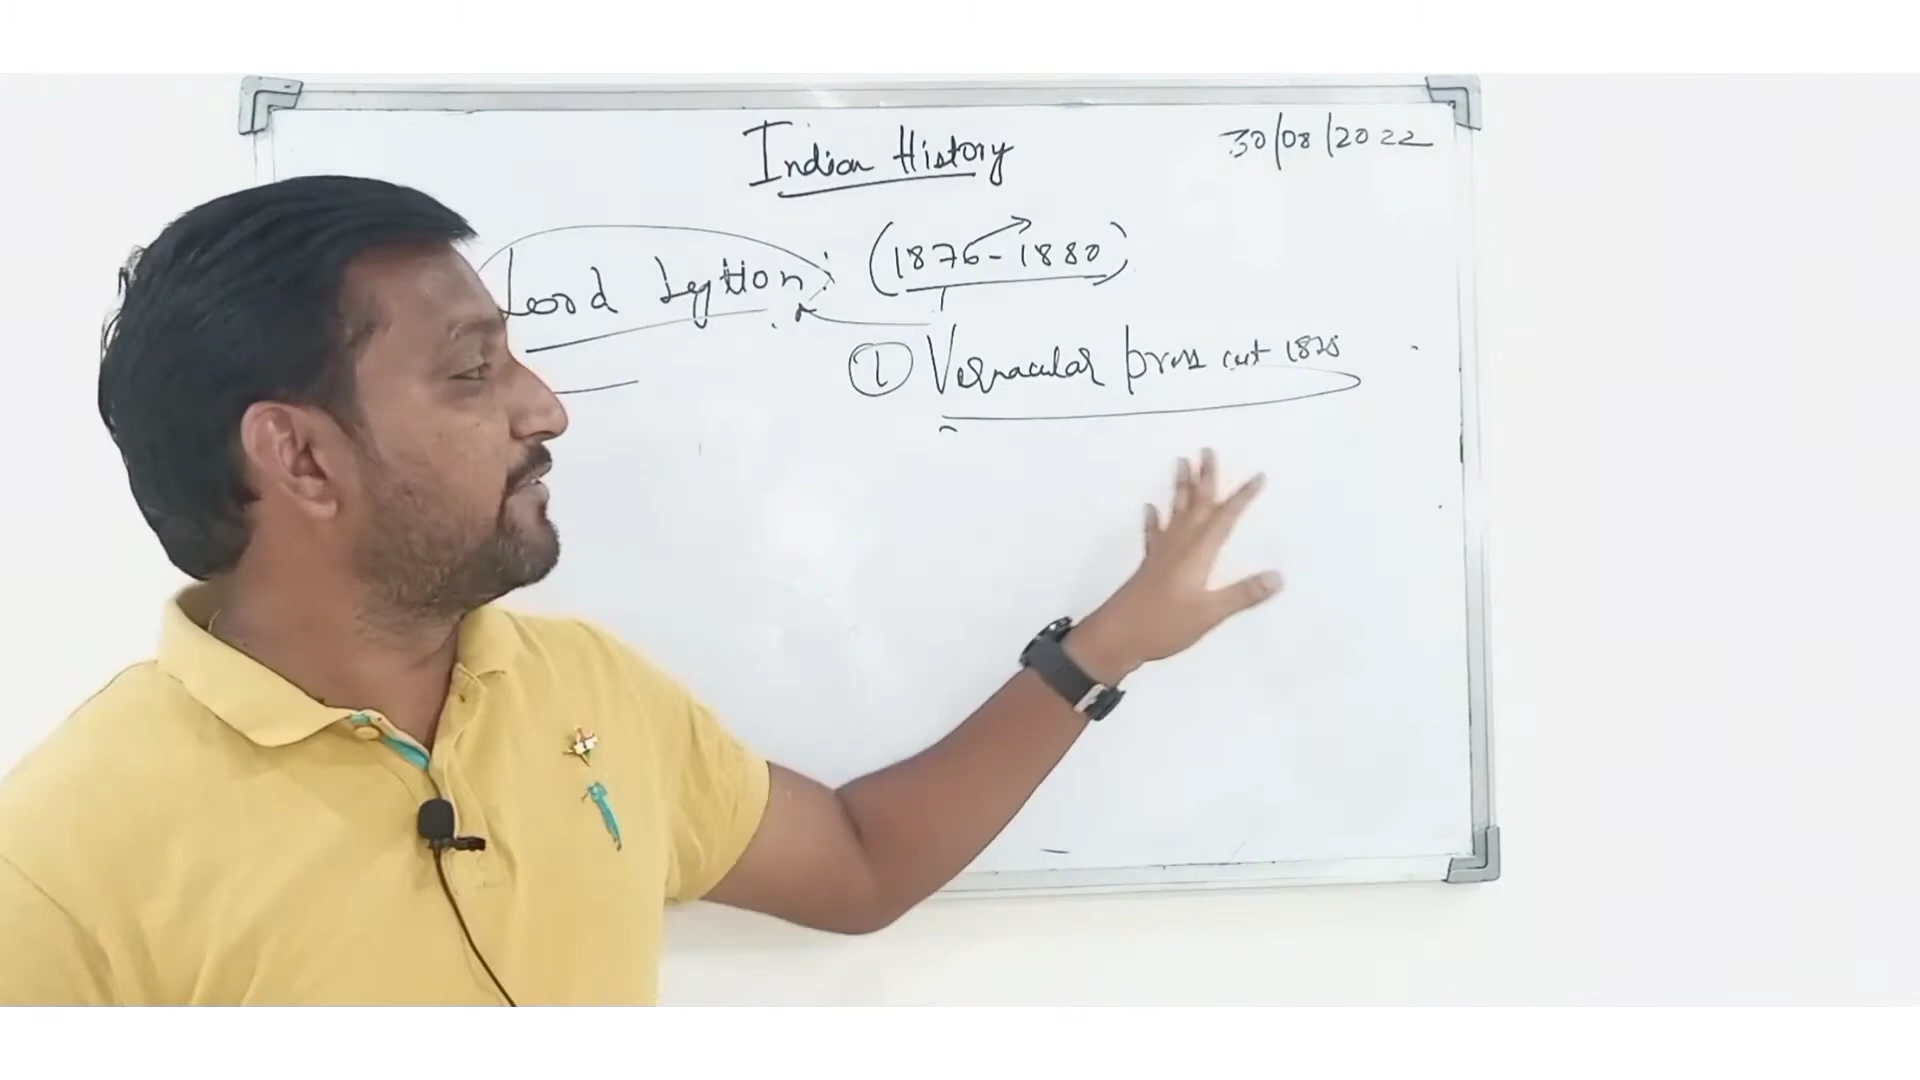 Indian History
30/08/2022
Lord Lytton: (1876-1880)
① Vernacular press act 1878